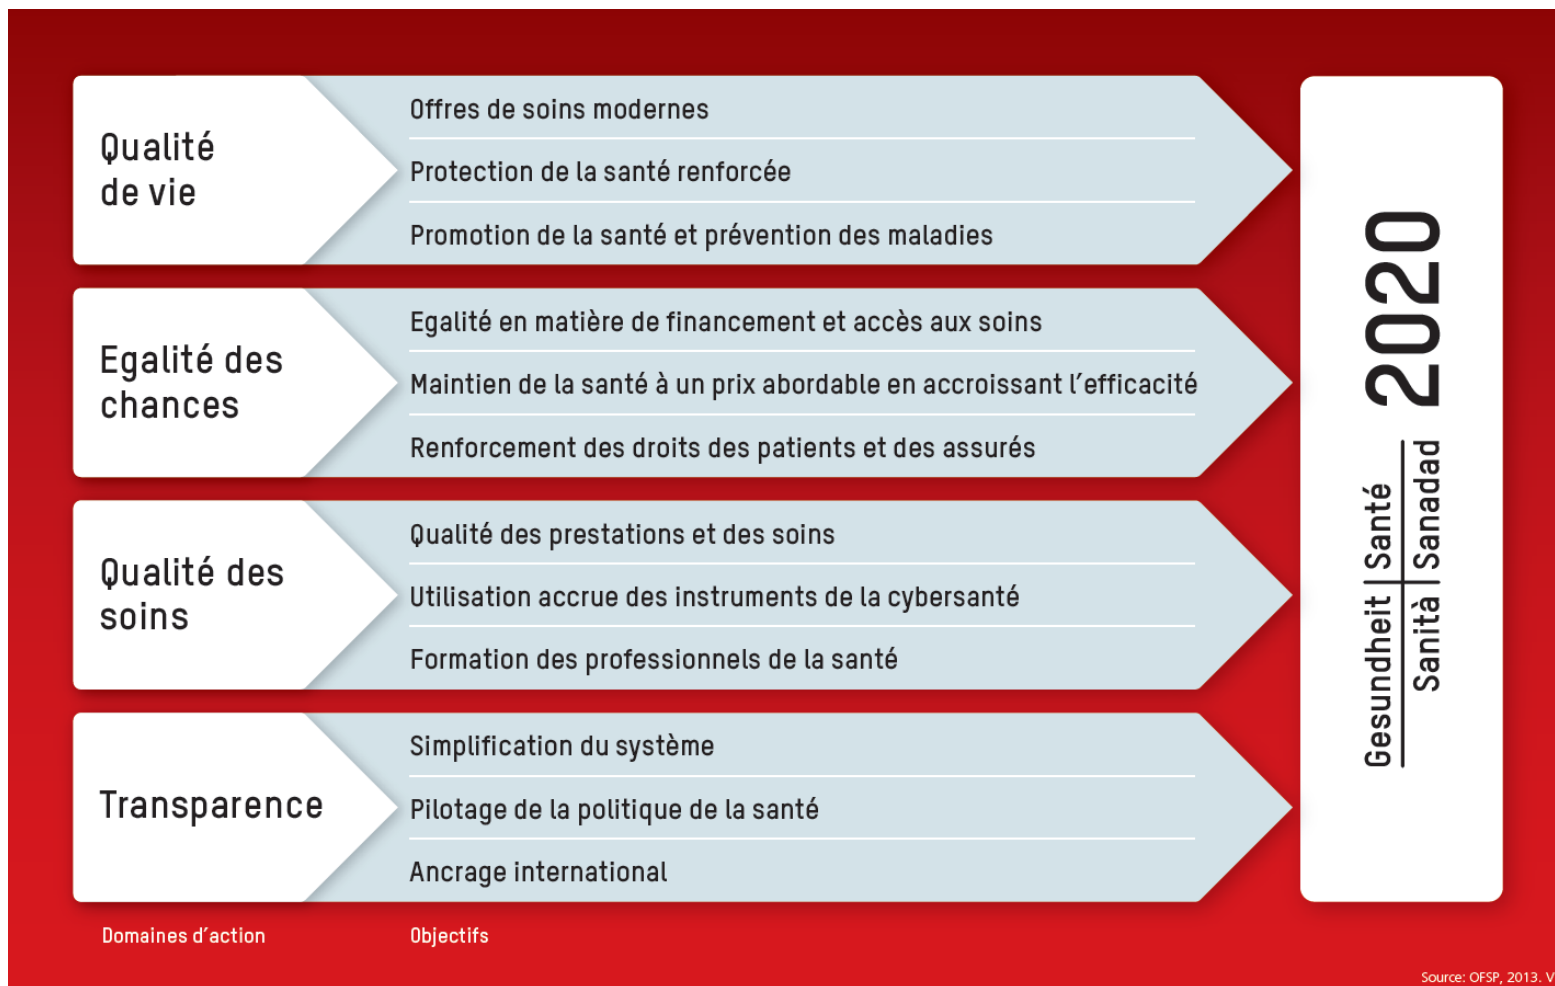 Qualité
de vie
Offres de soins modernes
Protection de la santé renforcée
Promotion de la santé et prévention des maladies
Egalité des
chances
Egalité en matière de financement et accès aux soins
Maintien de la santé à un prix abordable en accroissant l'efficacité
Renforcement des droits des patients et des assurés
Qualité des
soins
Qualité des prestations et des soins
Utilisation accrue des instruments de la cybersanté
Formation des professionnels de la santé
Transparence
Simplification du système
Pilotage de la politique de la santé
Ancrage international
Domaines d'action
Objectifs
Gesundheit | Santé
Sanità | Sanadad
2020
Source: OFSP, 2013. V